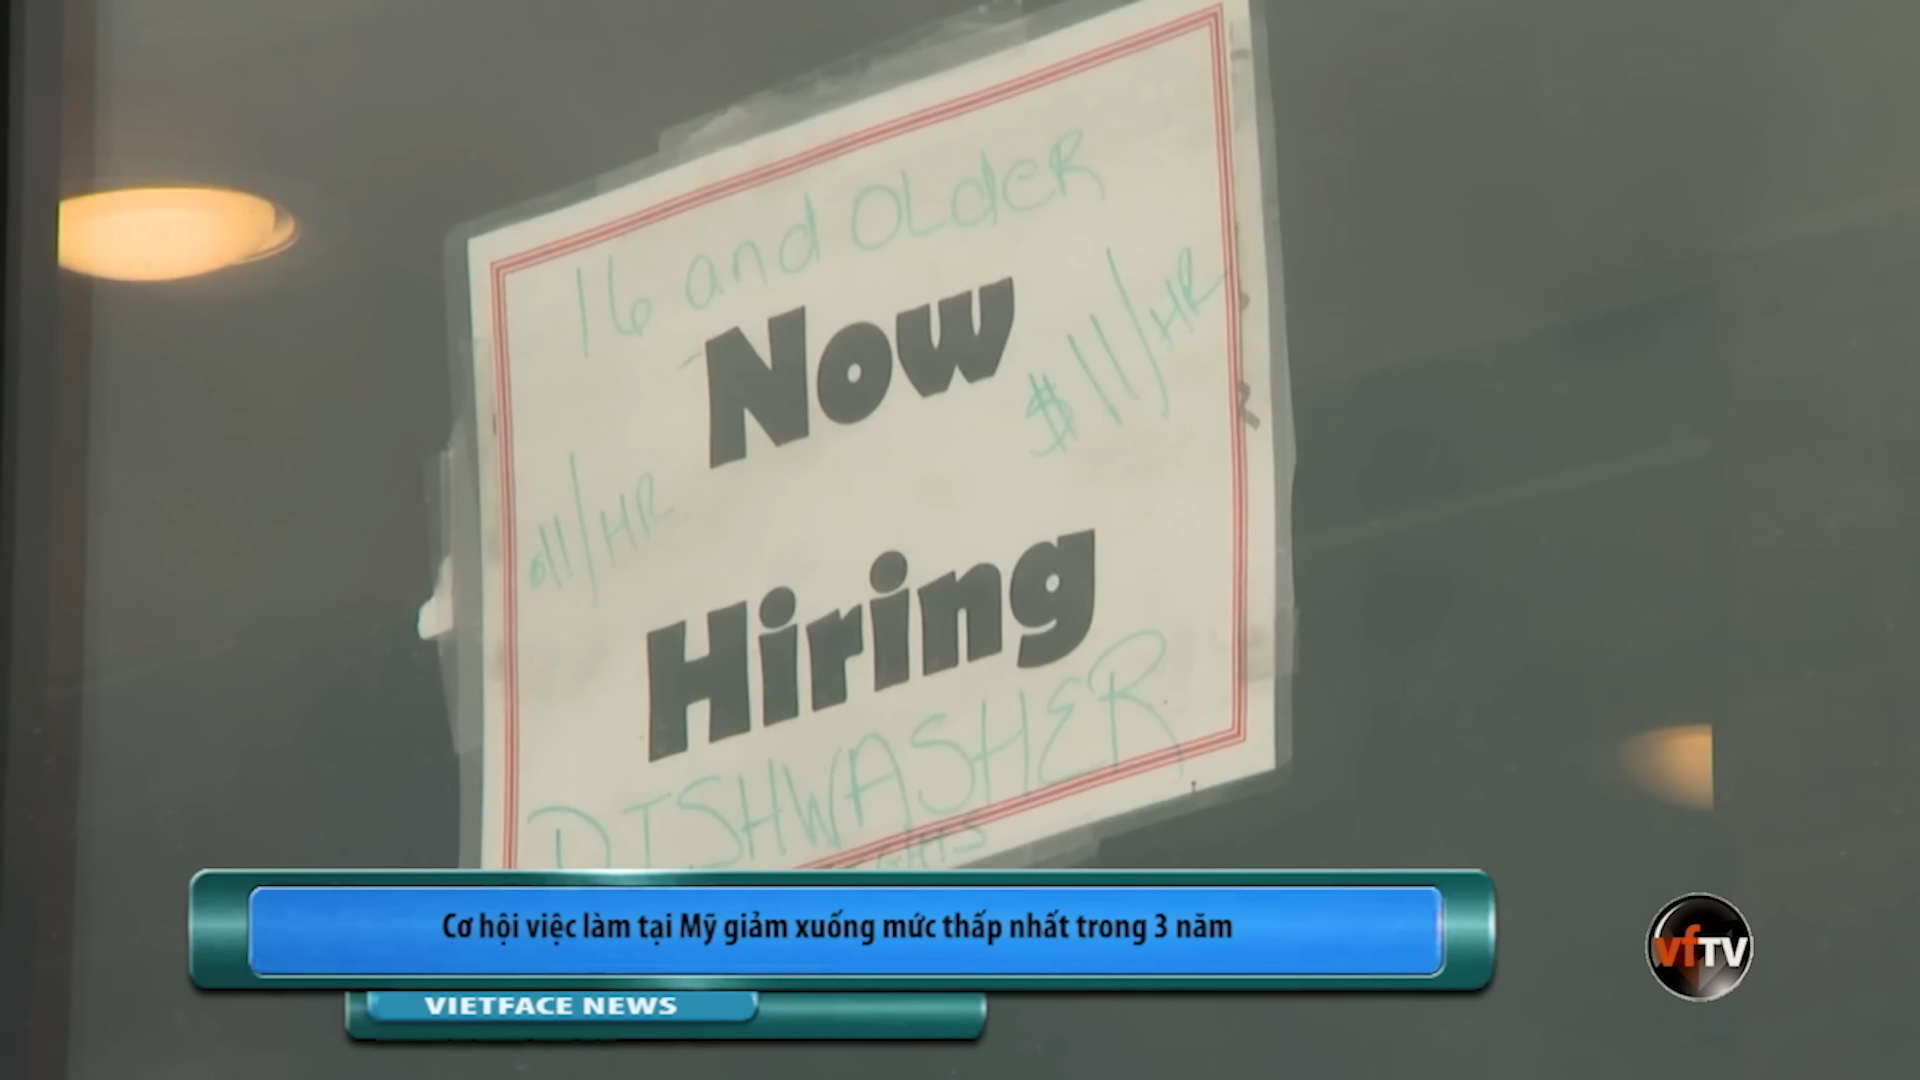 16 and OLdeR
Now
$11/HR
11/HR
Hiring
DISHWASHER
Cơ hội việc làm tại Mỹ giảm xuống mức thấp nhất trong 3 năm
VIETFACE NEWS
vfTV